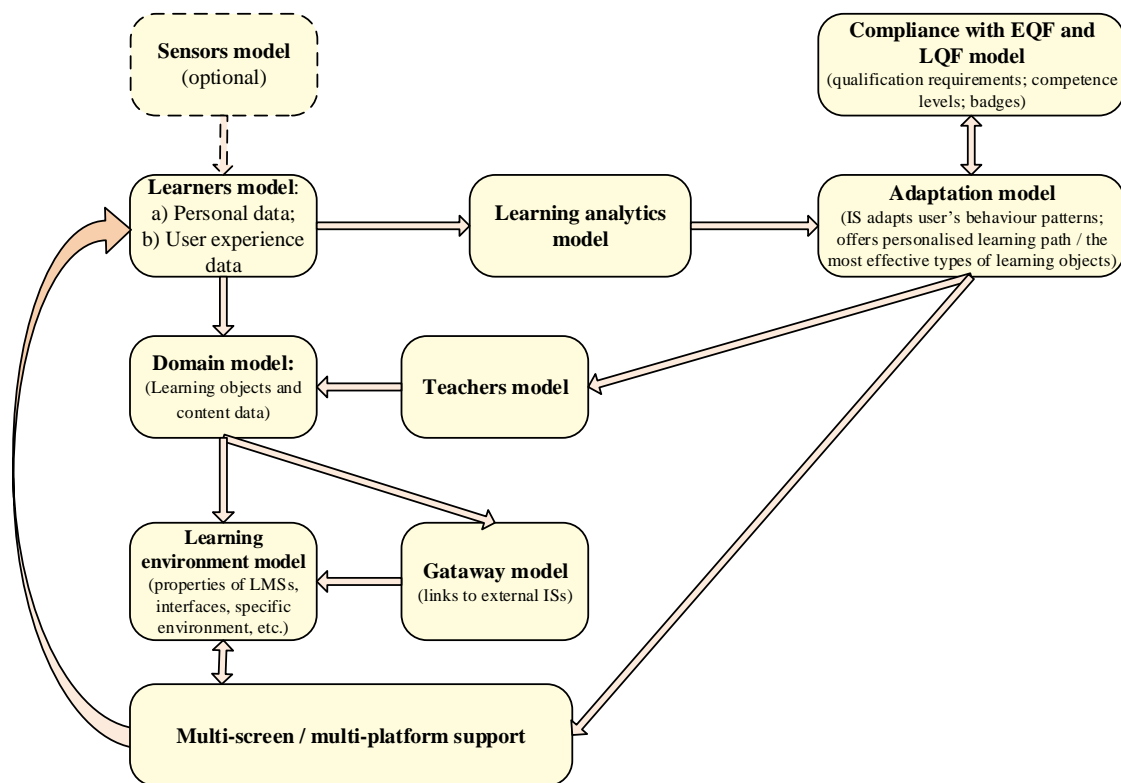 Sensors model
(optional)
Compliance with EQF and
LQF model
(qualification requirements; competence
levels; badges)
Learners model:
a) Personal data;
b) User experience
data
Learning analytics
model
Adaptation model
(IS adapts user’s behaviour patterns;
offers personalised learning path / the
most effective types of learning objects)
Domain model:
(Learning objects and
content data)
Teachers model
Learning
environment model
(properties of LMSs,
interfaces, specific
environment, etc.)
Gataway model
(links to external ISs)
Multi-screen / multi-platform support